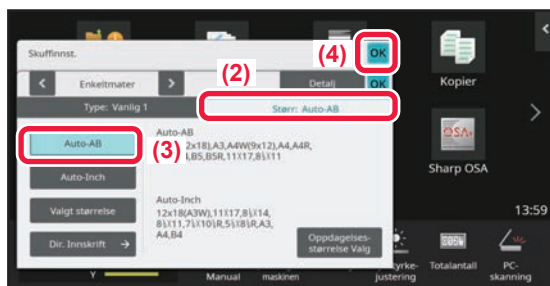 Skuffinnst.
(4)
OK
Enkeltmater
(2)
Detalj
OK
Kopier
Type: Vanlig 1
Størr: Auto-AB
Auto-AB
(3)
Auto-AB
2x18),A3,A4W(9x12),A4,A4R,
,B5,B5R,11X17,8½X11
Auto-Inch
Sharp OSA
Valgt størrelse
Auto-Inch
12x18(A3W),11X17,8½X14,
8½X11,7¼X10½R,5½X8½R,A3,
A4,B4
13:59
Dir. Innskrift
Oppdagelses-
størrelse Valg
Y
Manual
maskinen
justering
Totalantall
PC-
skanning